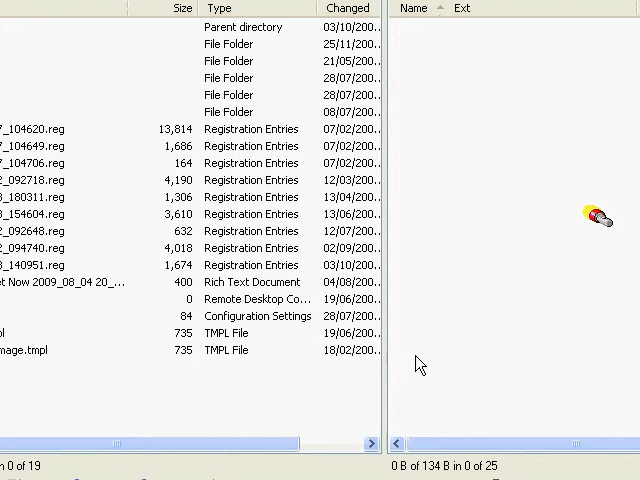 Size Type Changed Name Ext
Parent directory 03/10/200..
File Folder 25/11/200..
File Folder 21/05/200..
File Folder 28/07/200..
File Folder 28/07/200..
File Folder 08/07/200..
7_104620.reg 13,814 Registration Entries 07/02/200..
7_104649.reg 1,686 Registration Entries 07/02/200..
7_104706.reg 164 Registration Entries 07/02/200..
2_092718.reg 4,190 Registration Entries 12/03/200..
3_180311.reg 1,306 Registration Entries 13/04/200..
3_154604.reg 3,610 Registration Entries 13/06/200..
2_092648.reg 632 Registration Entries 12/07/200..
2_094740.reg 4,018 Registration Entries 02/09/200..
3_140951.reg 1,674 Registration Entries 03/10/200..
et Now 2009_08_04 20_... 400 Rich Text Document 04/08/200..
0 Remote Desktop Co... 19/06/200..
84 Configuration Settings 28/07/200..
pl 735 TMPL File 19/06/200..
mage.tmpl 735 TMPL File 18/02/200..
n 0 of 19 0 B of 134 B in 0 of 25